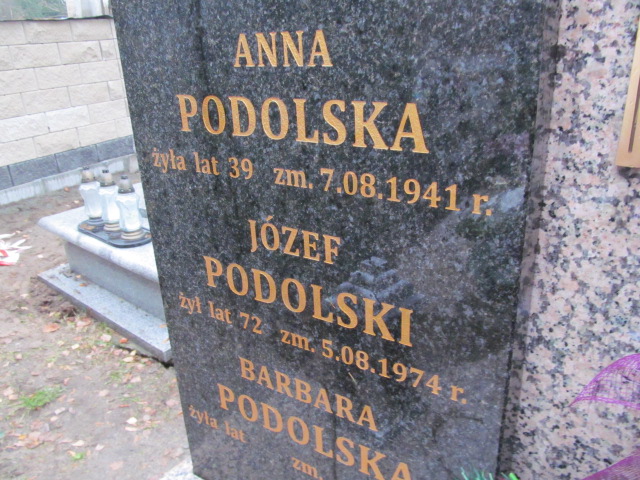 ANNA
PODOLSKA
żyła lat 39 zm. 7.08.1941 r.
JÓZEF
PODOLSKI
żył lat 72 zm. 5.08.1974 r.
BARBARA
PODOLSKA
żyła lat zm.